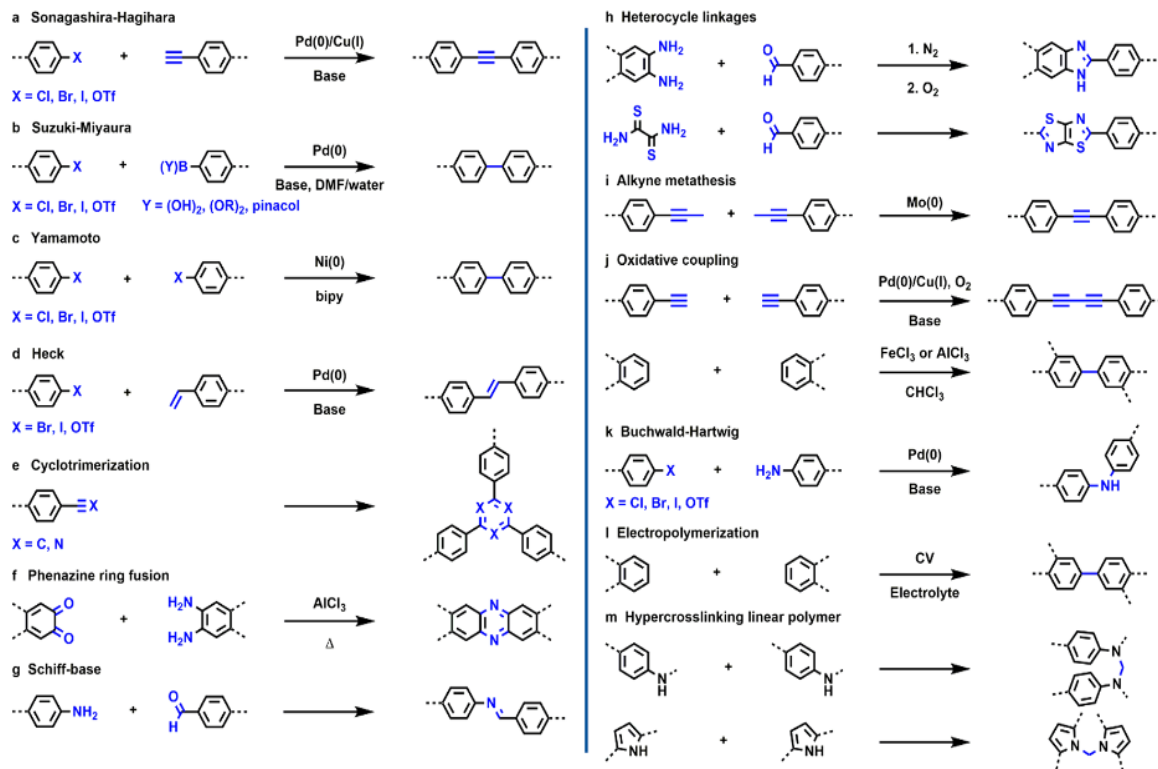 a Sonagashira-Hagihara
X + Pd(0)/Cu(I)
Base
X = Cl, Br, I, OTf
b Suzuki-Miyaura
X + (Y)B Pd(0)
Base, DMF/water
X = Cl, Br, I, OTf Y = (OH)₂, (OR)₂, pinacol
c Yamamoto
X + X Ni(0)
bipy
X = Cl, Br, I, OTf
d Heck
X + Pd(0)
Base
X = Br, I, OTf
e Cyclotrimerization
X
X X
X
X = C, N
f Phenazine ring fusion
O O + H₂N H₂N AlCl₃ N N
Δ
g Schiff-base
NH₂ + O H N
h Heterocycle linkages
NH₂ NH₂ + O H 1. N₂ N N H
2. O₂
S H₂N NH₂ S + O H S N N S
i Alkyne metathesis
+ Mo(0)
j Oxidative coupling
+ Pd(0)/Cu(I), O₂
Base
+ FeCl₃ or AlCl₃
CHCl₃
k Buchwald-Hartwig
X + H₂N Pd(0) NH
Base
X = Cl, Br, I, OTf
l Electropolymerization
+ CV
Electrolyte
m Hypercrosslinking linear polymer
N H + N H N N
NH + NH N N